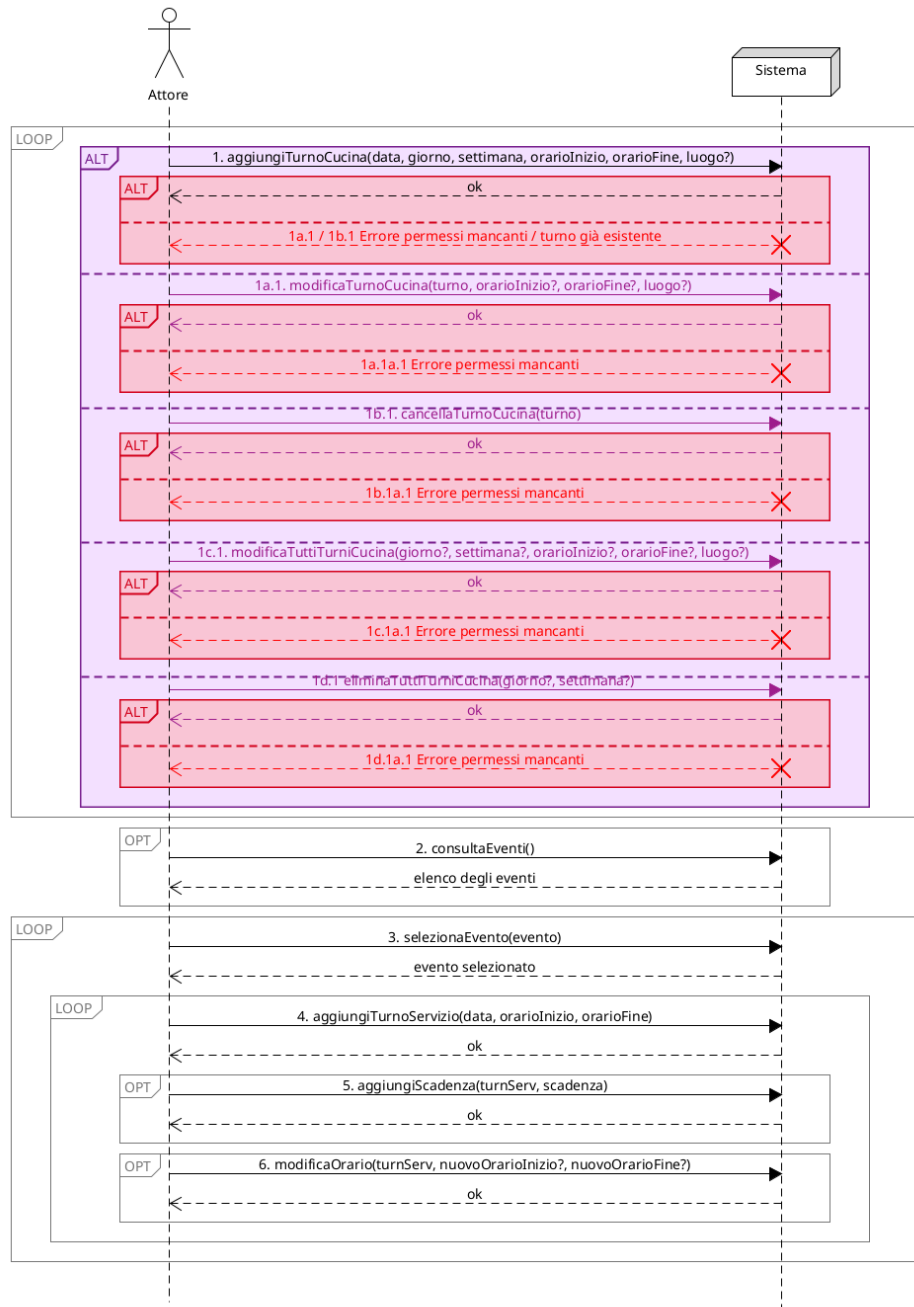 Attore
Sistema
LOOP
ALT
1. aggiungiTurnoCucina(data, giorno, settimana, orarioInizio, orarioFine, luogo?)
ALT
ok
1a.1 / 1b.1 Errore permessi mancanti / turno già esistente
1a.1. modificaTurnoCucina(turno, orarioInizio?, orarioFine?, luogo?)
ALT
ok
1a.1a.1 Errore permessi mancanti
1b.1. cancellaTurnoCucina(turno)
ALT
ok
1b.1a.1 Errore permessi mancanti
1c.1. modificaTuttiTurniCucina(giorno?, settimana?, orarioInizio?, orarioFine?, luogo?)
ALT
ok
1c.1a.1 Errore permessi mancanti
1d.1 eliminaTuttiTurniCucina(giorno?, settimana?)
ALT
ok
1d.1a.1 Errore permessi mancanti
OPT
2. consultaEventi()
elenco degli eventi
LOOP
3. selezionaEvento(evento)
evento selezionato
LOOP
4. aggiungiTurnoServizio(data, orarioInizio, orarioFine)
ok
OPT
5. aggiungiScadenza(turnServ, scadenza)
ok
OPT
6. modificaOrario(turnServ, nuovoOrarioInizio?, nuovoOrarioFine?)
ok